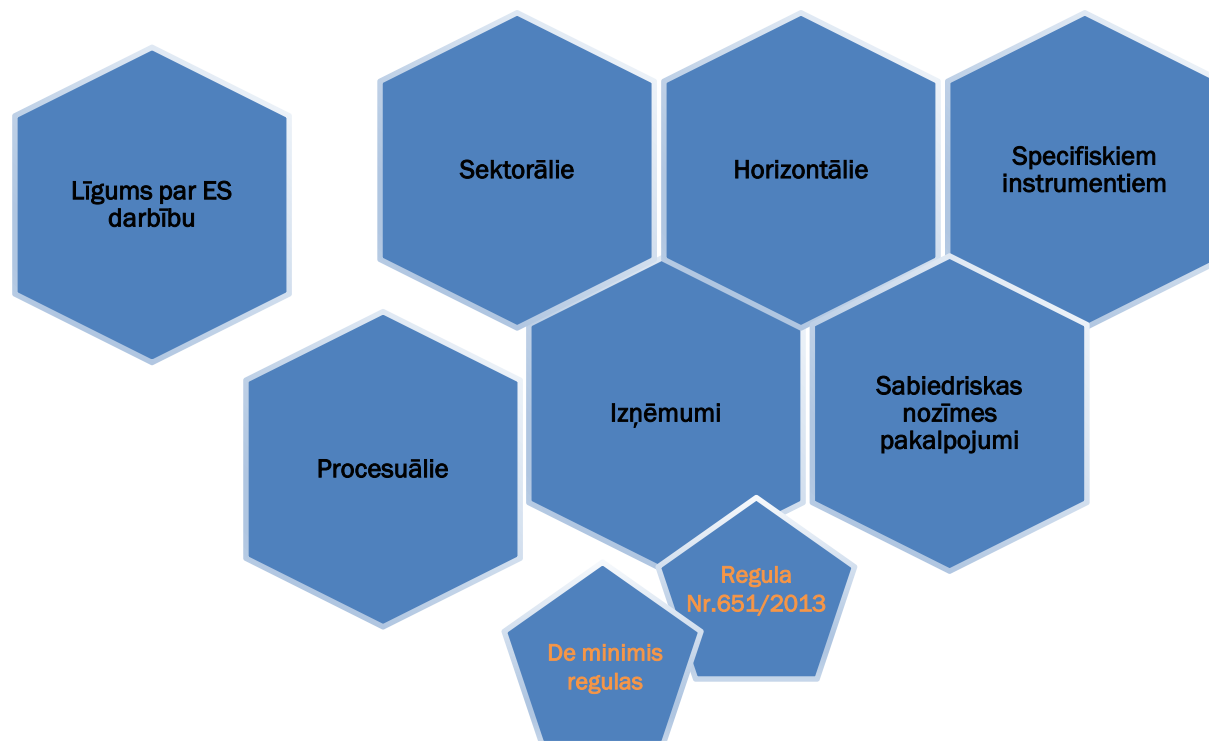 Līgums par ES
darbību
Sektorālie
Horizontālie
Specifiskiem
instrumentiem
Procesuālie
Izņēmumi
Sabiedriskas
nozīmes
pakalpojumi
Regula
Nr.651/2013
De minimis
regulas